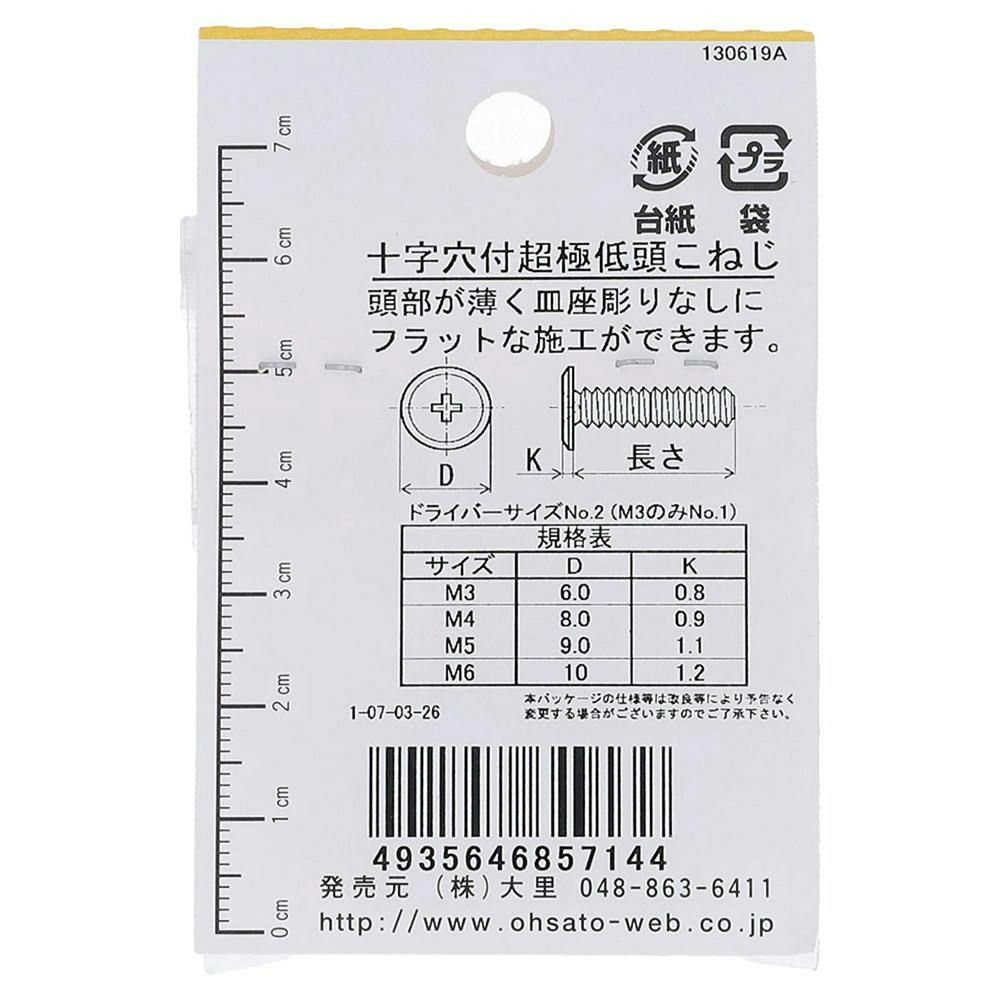 130619A
紙 プラ
台紙 袋
十字穴付超極低頭こねじ
頭部が薄く皿座彫りなしに
フラットな施工ができます。
D K 長さ
ドライバーサイズNo.2(M3のみNo.1)
規格表
サイズ D K
M3 6.0 0.8
M4 8.0 0.9
M5 9.0 1.1
M6 10 1.2
本パッケージの仕様等は改良等により予告なく
変更する場合がございますのでご了承下さい。
1-07-03-26
4935646857144
発売元 (株)大里 048-863-6411
http://www.ohsato-web.co.jp
7 cm
6 cm
5 cm
4 cm
3 cm
2 cm
1 cm
0 cm